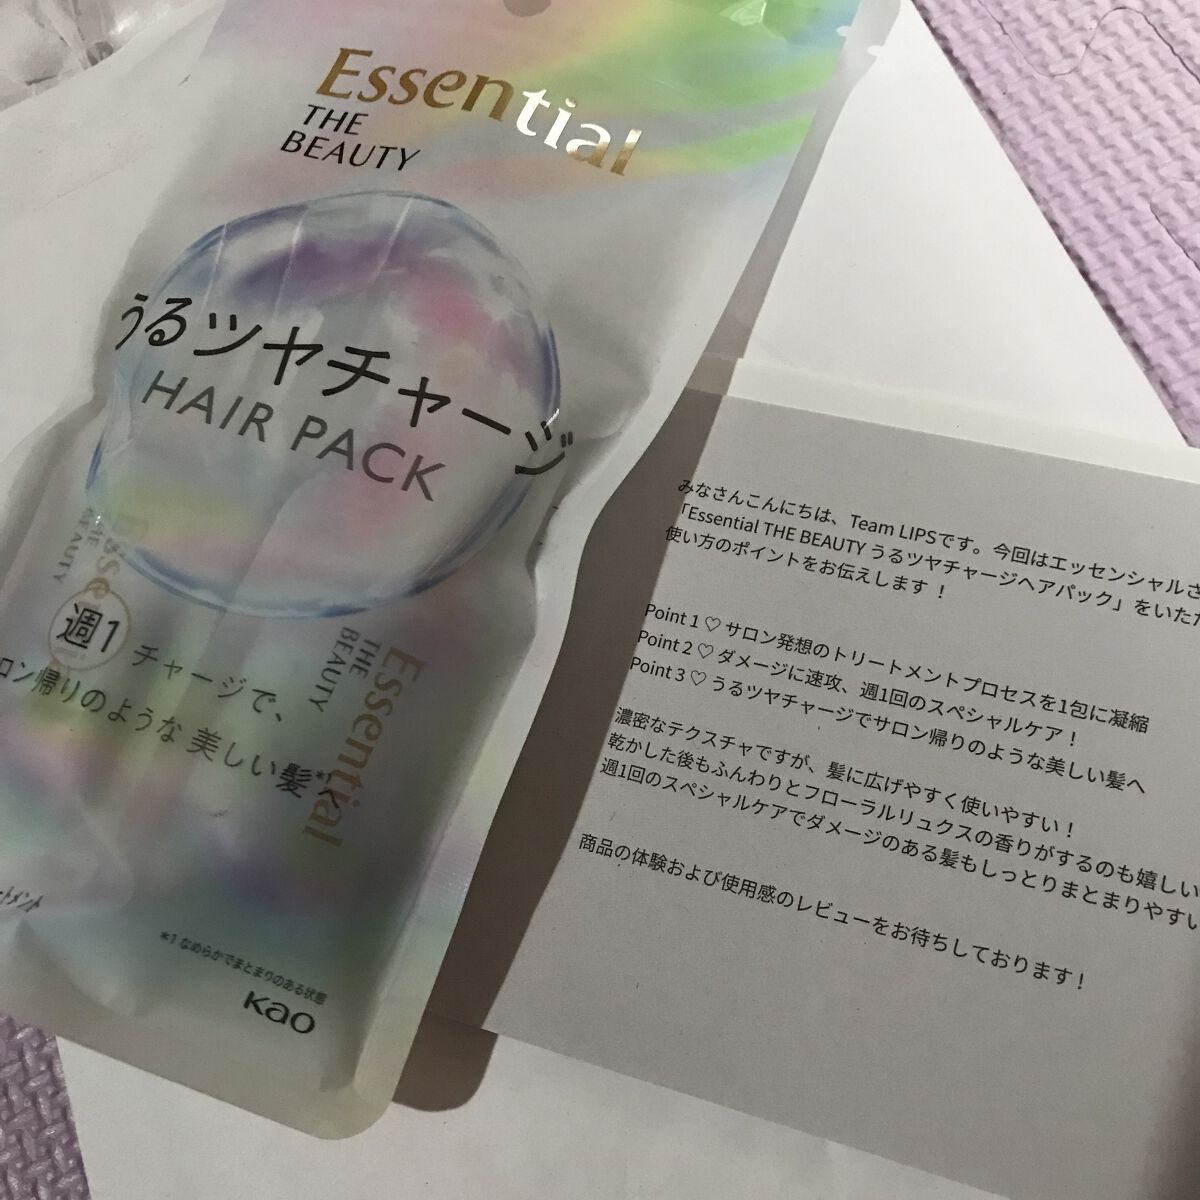 Essential
THE
BEAUTY
うるツヤチャージ
HAIR PACK
Essential
THE
BEAUTY
週1 チャージで、
ロン帰りのような 美しい髪*1へ
Essential
THE
BEAUTY
ートメント
*1 なめらかでまとまりのある状態
Kao
みなさんこんにちは、Team LIPSです。今回はエッセンシャルさ
「Essential THE BEAUTY うるツヤチャージヘアパック」をいただ
使い方のポイントをお伝えします！
Point 1 ♡ サロン発想のトリートメントプロセスを1包に凝縮
Point 2 ♡ ダメージに速攻、週1回のスペシャルケア！
Point 3 ♡ うるツヤチャージでサロン帰りのような美しい髪へ
濃密なテクスチャですが、髪に広げやすく使いやすい！
乾かした後もふんわりとフローラルリュクスの香りがするのも嬉しい
週1回のスペシャルケアでダメージのある髪もしっとりまとまりやすい
商品の体験および使用感のレビューをお待ちしております！